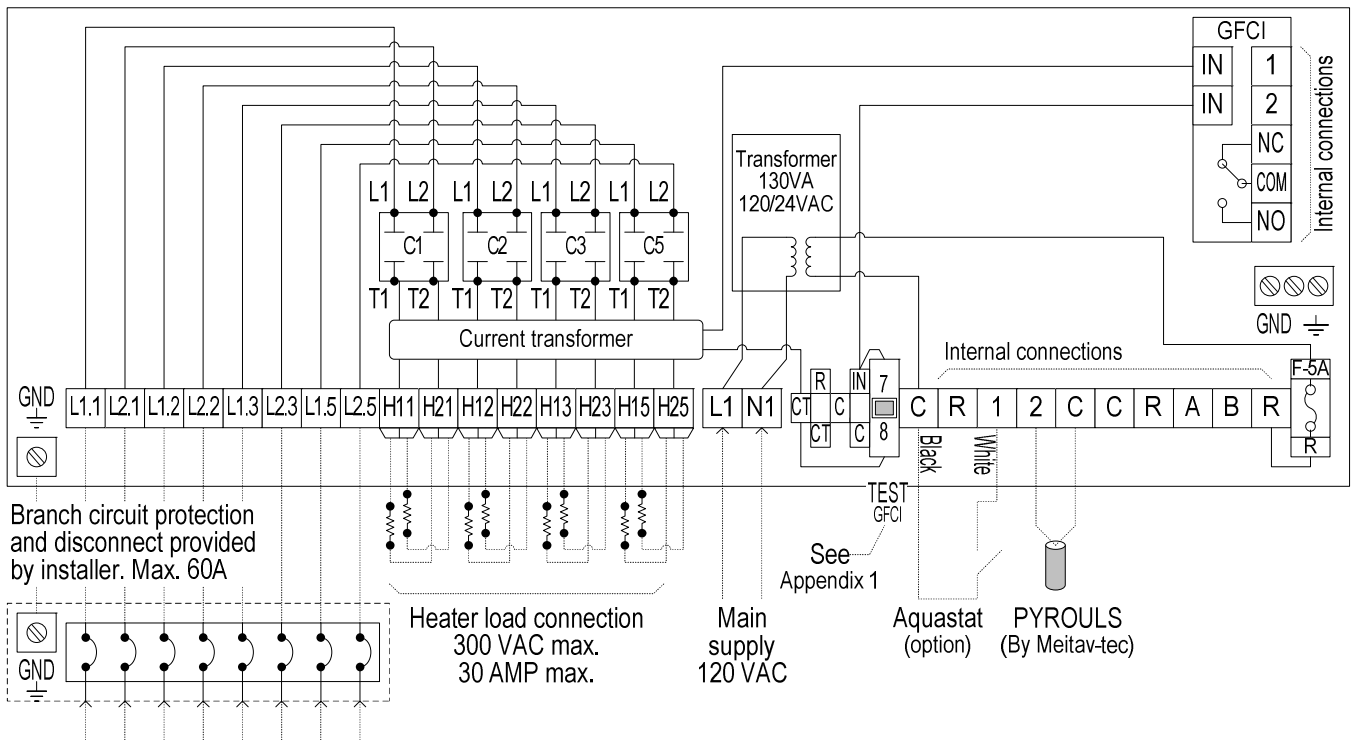 GFCI
IN 1
IN 2
NC
COM
NO
Internal connections
Transformer
130VA
120/24VAC
L1 L2 L1 L2 L1 L2 L1 L2
C1 C2 C3 C5
T1 T2 T1 T2 T1 T2 T1 T2
Current transformer
GND
Internal connections
F-5A
R
GND
L1.1 L2.1 L1.2 L2.2 L1.3 L2.3 L1.5 L2.5 H11 H21 H12 H22 H13 H23 H15 H25
L1 N1
R IN 7
CT C
CT C 8
C R 1 2 C C R A B R
Black
White
TEST
GFCI
See
Appendix 1
Branch circuit protection
and disconnect provided
by installer. Max. 60A
GND
Heater load connection
300 VAC max.
30 AMP max.
Main
supply
120 VAC
Aquastat
(option)
PYROULS
(By Meitav-tec)